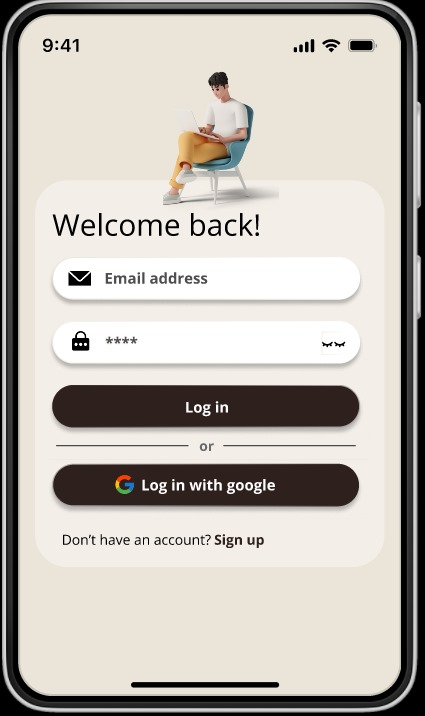 9:41
Welcome back!
Email address
****
Log in
or
Log in with google
Don't have an account? Sign up